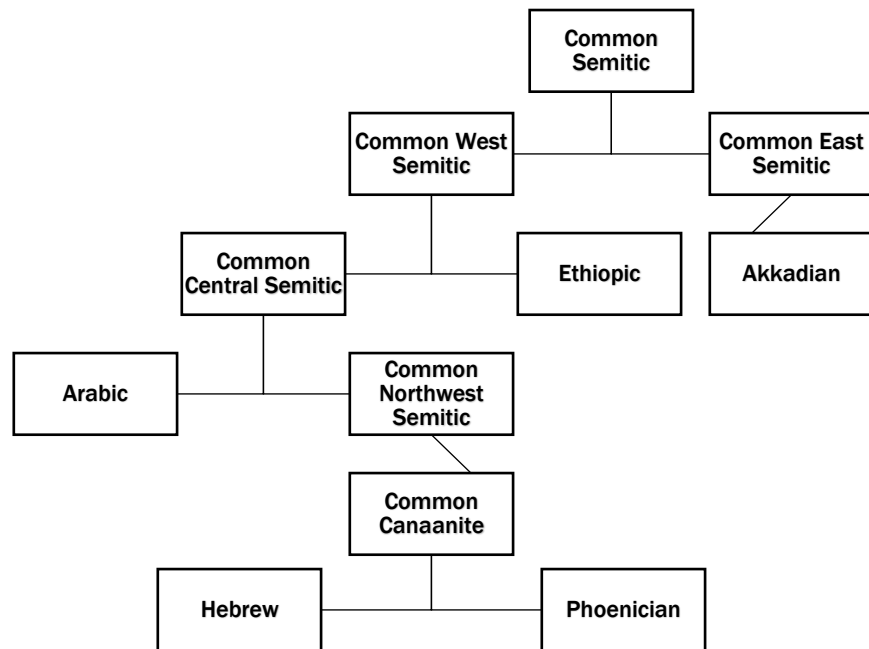 Common
Semitic
Common West
Semitic
Common East
Semitic
Common
Central Semitic
Ethiopic
Akkadian
Arabic
Common
Northwest
Semitic
Common
Canaanite
Hebrew
Phoenician